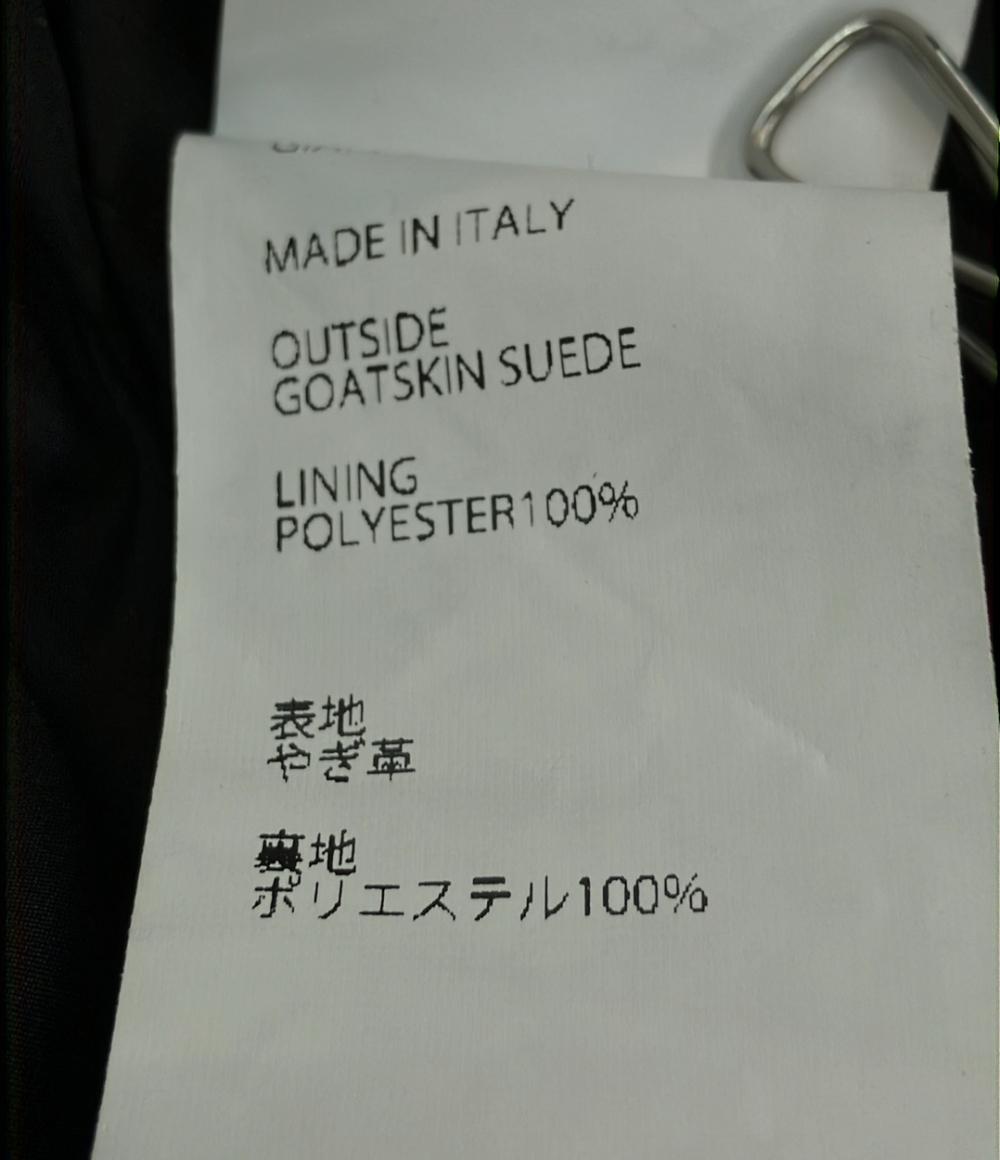 MADE IN ITALY
OUTSIDE
GOATSKIN SUEDE
LINING
POLYESTER100%
表地
やぎ革
裏地
ポリエステル100%